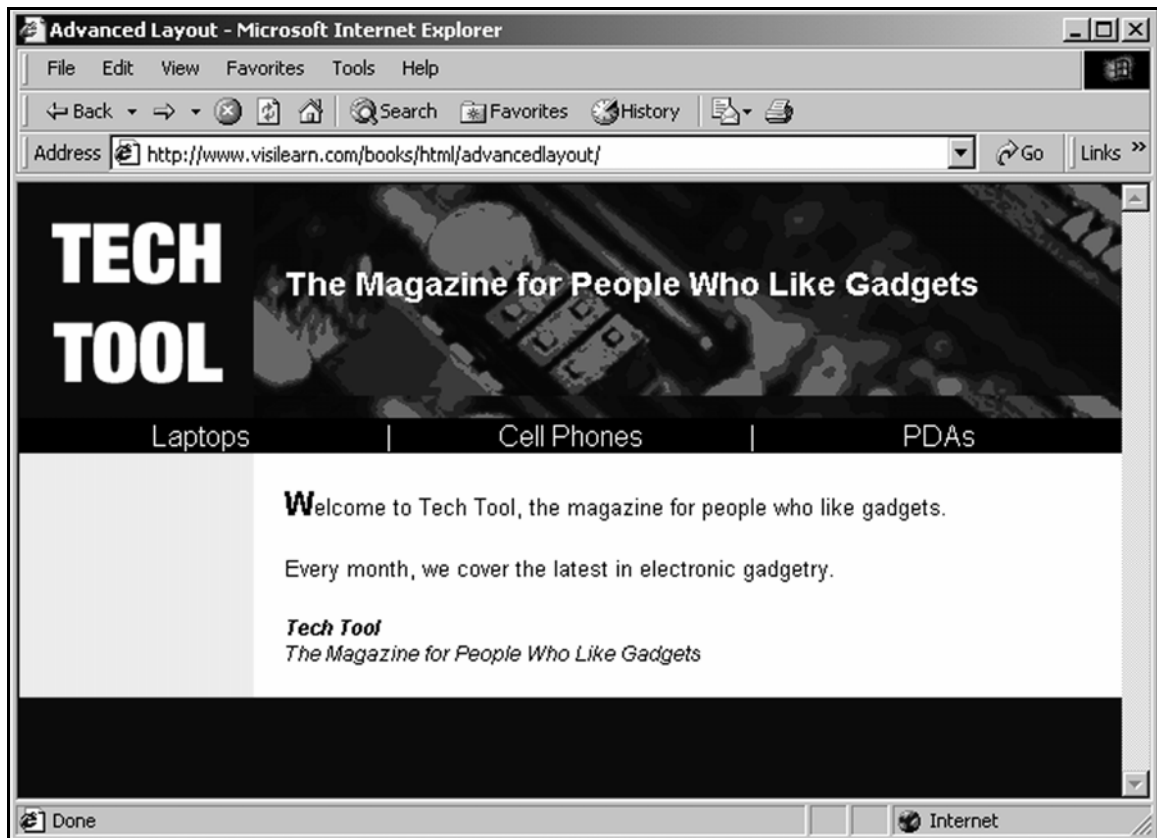 Advanced Layout - Microsoft Internet Explorer
File Edit View Favorites Tools Help
Back Search Favorites History
Address http://www.visilearn.com/books/html/advancedlayout/ Go Links »
TECH
TOOL
The Magazine for People Who Like Gadgets
Laptops | Cell Phones | PDAs
Welcome to Tech Tool, the magazine for people who like gadgets.
Every month, we cover the latest in electronic gadgetry.
Tech Tool
The Magazine for People Who Like Gadgets
Done Internet